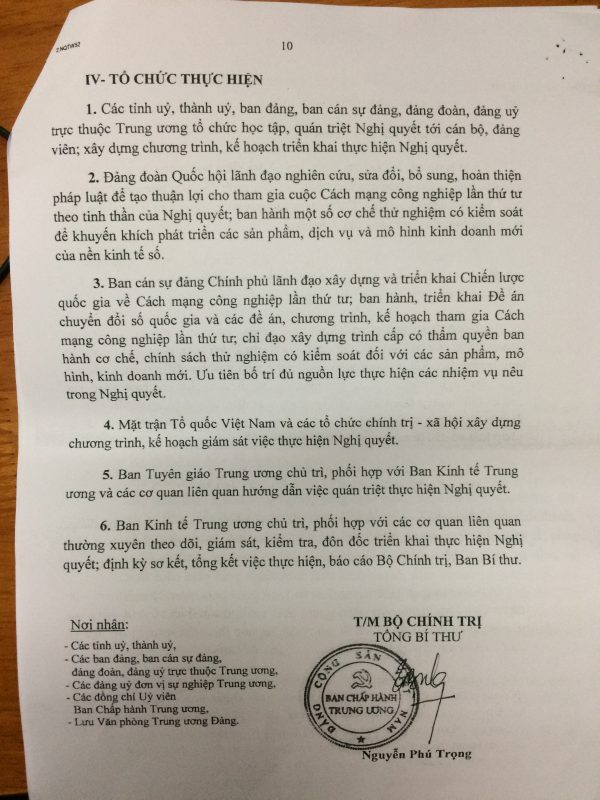 2.NQTW52
10
IV- TỔ CHỨC THỰC HIỆN
1. Các tỉnh uỷ, thành uỷ, ban đảng, ban cán sự đảng, đảng đoàn, đảng uỷ
trực thuộc Trung ương tổ chức học tập, quán triệt Nghị quyết tới cán bộ, đảng
viên; xây dựng chương trình, kế hoạch triển khai thực hiện Nghị quyết.
2. Đảng đoàn Quốc hội lãnh đạo nghiên cứu, sửa đổi, bổ sung, hoàn thiện
pháp luật để tạo thuận lợi cho tham gia cuộc Cách mạng công nghiệp lần thứ tư
theo tinh thần của Nghị quyết; ban hành một số cơ chế thử nghiệm có kiểm soát
để khuyến khích phát triển các sản phẩm, dịch vụ và mô hình kinh doanh mới
của nền kinh tế số.
3. Ban cán sự đảng Chính phủ lãnh đạo xây dựng và triển khai Chiến lược
quốc gia về Cách mạng công nghiệp lần thứ tư; ban hành, triển khai Đề án
chuyển đổi số quốc gia và các đề án, chương trình, kế hoạch tham gia Cách
mạng công nghiệp lần thứ tư; chỉ đạo xây dựng trình cấp có thẩm quyền ban
hành cơ chế, chính sách thử nghiệm có kiểm soát đối với các sản phẩm, mô
hình, kinh doanh mới. Ưu tiên bố trí đủ nguồn lực thực hiện các nhiệm vụ nêu
trong Nghị quyết.
4. Mặt trận Tổ quốc Việt Nam và các tổ chức chính trị - xã hội xây dựng
chương trình, kế hoạch giám sát việc thực hiện Nghị quyết.
5. Ban Tuyên giáo Trung ương chủ trì, phối hợp với Ban Kinh tế Trung
ương và các cơ quan liên quan hướng dẫn việc quán triệt thực hiện Nghị quyết.
6. Ban Kinh tế Trung ương chủ trì, phối hợp với các cơ quan liên quan
thường xuyên theo dõi, giám sát, kiểm tra, đôn đốc triển khai thực hiện Nghị
quyết; định kỳ sơ kết, tổng kết việc thực hiện, báo cáo Bộ Chính trị, Ban Bí thư.
Nơi nhận:
- Các tỉnh uỷ, thành uỷ,
- Các ban đảng, ban cán sự đảng,
đảng đoàn, đảng uỷ trực thuộc Trung ương,
- Các đảng uỷ đơn vị sự nghiệp Trung ương,
- Các đồng chí Uỷ viên
Ban Chấp hành Trung ương,
- Lưu Văn phòng Trung ương Đảng.
T/M BỘ CHÍNH TRỊ
TỔNG BÍ THƯ
ĐẢNG CỘNG SẢN NAM
BAN CHẤP HÀNH
TRUNG ƯƠNG
Nguyễn Phú Trọng